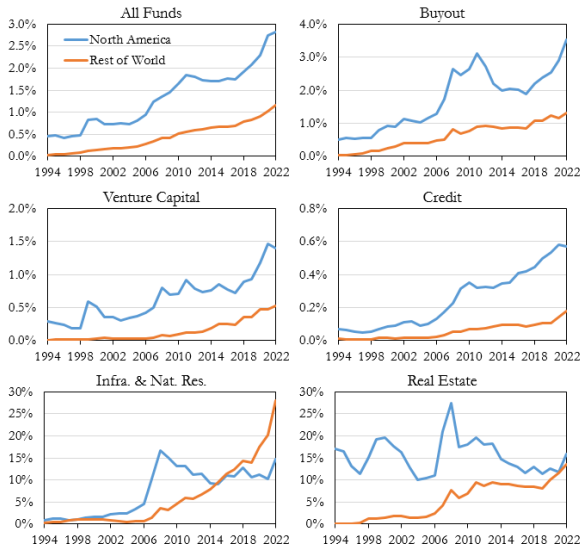 All Funds
3.0%
2.5%
2.0%
1.5%
1.0%
0.5%
0.0%
North America
Rest of World
1994 1998 2002 2006 2010 2014 2018 2022
Buyout
4.0%
3.0%
2.0%
1.0%
0.0%
1994 1998 2002 2006 2010 2014 2018 2022
Venture Capital
2.0%
1.5%
1.0%
0.5%
0.0%
1994 1998 2002 2006 2010 2014 2018 2022
Credit
0.8%
0.6%
0.4%
0.2%
0.0%
1994 1998 2002 2006 2010 2014 2018 2022
Infra. & Nat. Res.
30%
25%
20%
15%
10%
5%
0%
1994 1998 2002 2006 2010 2014 2018 2022
Real Estate
30%
25%
20%
15%
10%
5%
0%
1994 1998 2002 2006 2010 2014 2018 2022